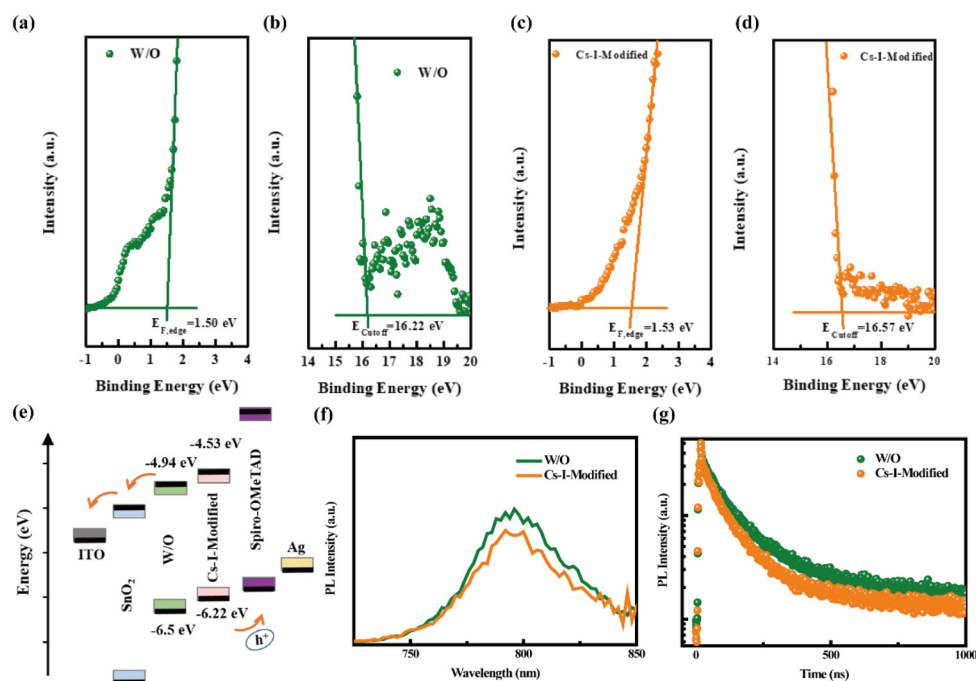 (a)
W/O
Intensity (a.u.)
E_F,edge=1.50 eV
-1 0 1 2 3 4
Binding Energy (eV)
(b)
W/O
Intensity (a.u.)
E_Cutoff=16.22 eV
14 15 16 17 18 19 20
Binding Energy (eV)
(c)
Cs-I-Modified
Intensity (a.u.)
E_F,edge=1.53 eV
-1 0 1 2 3 4
Binding Energy (eV)
(d)
Cs-I-Modified
Intensity (a.u.)
E_Cutoff=16.57 eV
14 16 18 20
Binding Energy (eV)
(e)
Energy (eV)
ITO
SnO2
-4.94 eV
W/O
-6.5 eV
-4.53 eV
Cs-I-Modified
-6.22 eV
Spiro-OMeTAD
h+
Ag
(f)
W/O
Cs-I-Modified
PL Intensity (a.u.)
750 800 850
Wavelength (nm)
(g)
W/O
Cs-I-Modified
PL Intensity (a.u.)
0 500 1000
Time (ns)